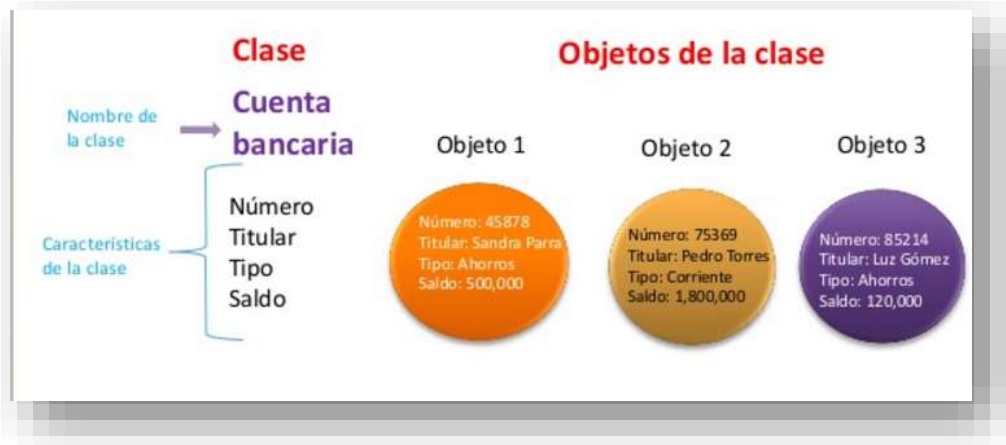 Clase
Objetos de la clase
Nombre de
la clase
Cuenta
bancaria
Objeto 1
Objeto 2
Objeto 3
Características
de la clase
Número
Titular
Tipo
Saldo
Número: 45878
Titular: Sandra Parra
Tipo: Ahorros
Saldo: 500,000
Número: 75369
Titular: Pedro Torres
Tipo: Corriente
Saldo: 1,800,000
Número: 85214
Titular: Luz Gómez
Tipo: Ahorros
Saldo: 120,000